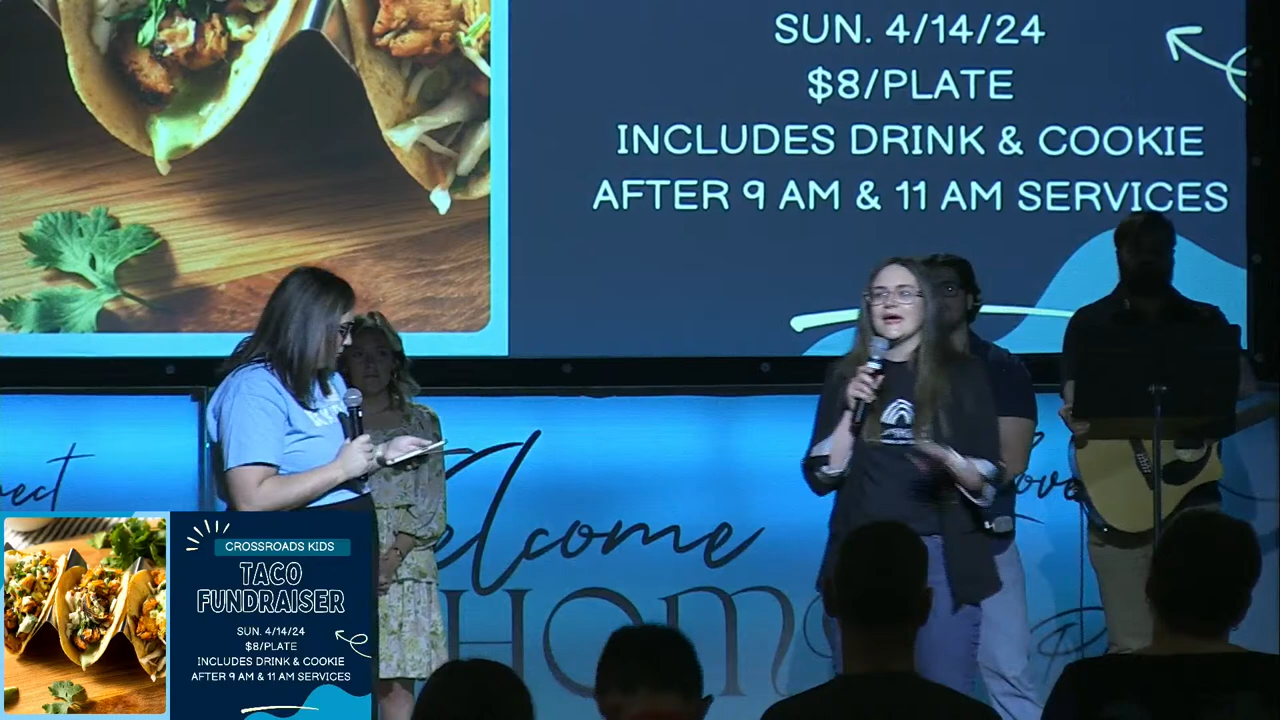 SUN. 4/14/24
$8/PLATE
INCLUDES DRINK & COOKIE
AFTER 9 AM & 11 AM SERVICES
Welcome
HOME
CROSSROADS KIDS
TACO
FUNDRAISER
SUN. 4/14/24
$8/PLATE
INCLUDES DRINK & COOKIE
AFTER 9 AM & 11 AM SERVICES